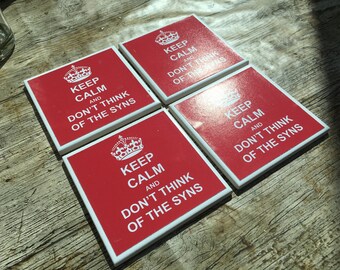 KEEP
CALM
AND
DON'T THINK
OF THE SYNS
KEEP
CALM
AND
DON'T THINK
OF THE SYNS
KEEP
CALM
AND
DON'T THINK
OF THE SYNS
KEEP
CALM
AND
DON'T THINK
OF THE SYNS